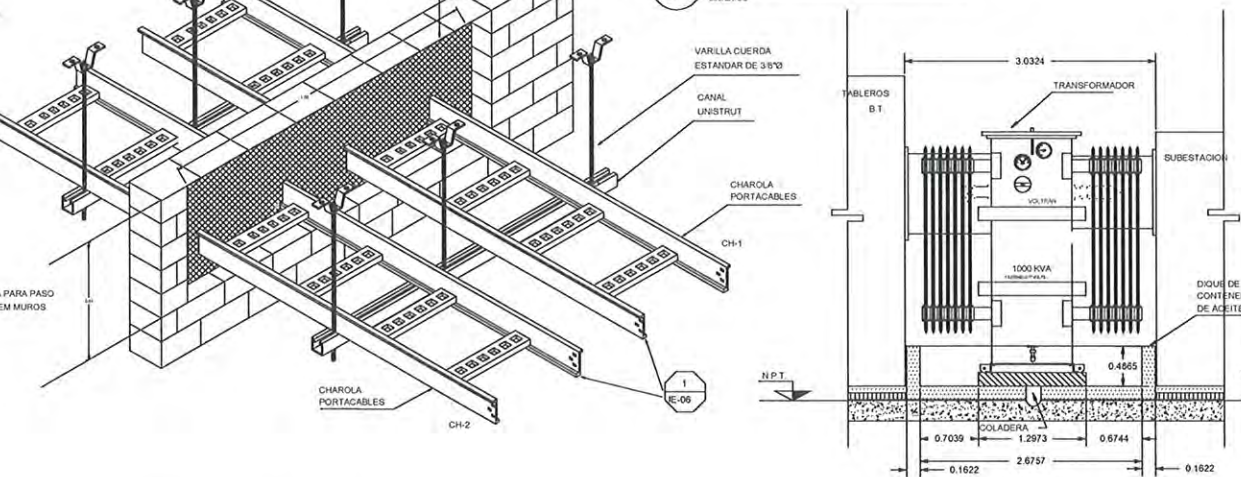 VARILLA CUERDA
ESTANDAR DE 3/8"Ø
CANAL
UNISTRUT
CHAROLA
PORTACABLES
CH-1
PARA PASO
EM MUROS
CHAROLA
PORTACABLES
CH-2
1
IE-06
3.0324
TABLEROS
B.T.
TRANSFORMADOR
SUBESTACION
VOLTRAN
1000 KVA
DIQUE DE
CONTENE
DE ACEITE
0.4865
N.P.T.
COLADERA
0.7039
1.2973
0.6744
2.6757
0.1622
0.1622